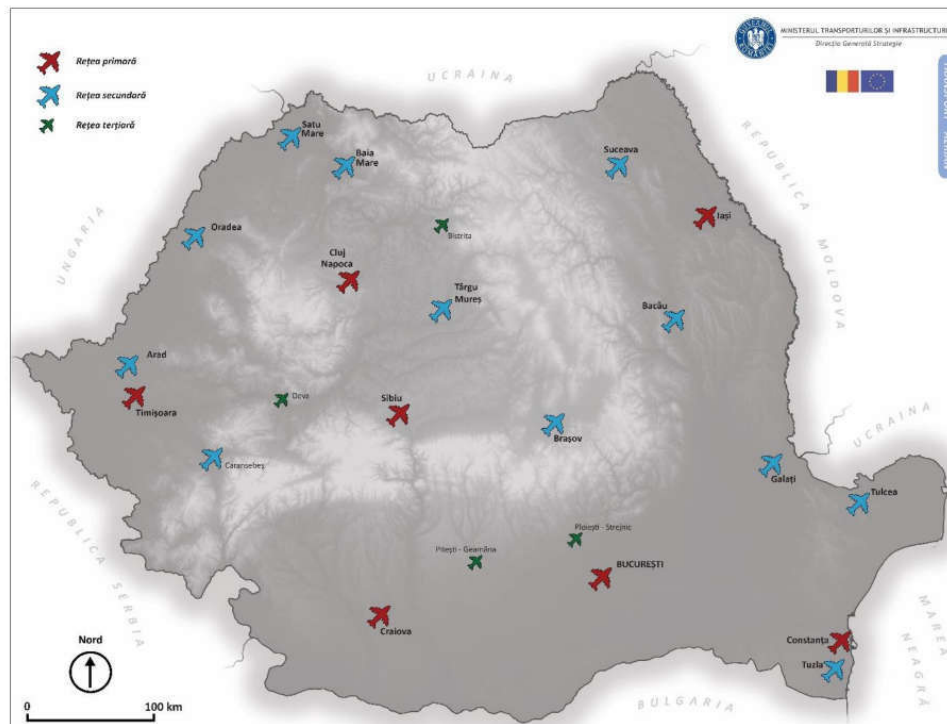 MINISTERUL TRANSPORTURILOR ȘI INFRASTRUCTURII
Direcția Generală Strategie
Rețea primară
Rețea secundară
Rețea terțiară
UCRAINA
Satu
Mare
Baia
Mare
Suceava
REPUBLICA
MOLDOVA
Iași
Oradea
Bistrita
UNGARIA
Cluj
Napoca
Târgu
Mureș
Bacău
Arad
Timișoara
Deva
Sibiu
Brașov
UCRAINA
Caransebeș
Galați
Tulcea
REPUBLICA SERBIA
Ploiești - Strejnic
Pitești - Geamăna
BUCUREȘTI
Craiova
Constanța
Tuzla
MAREA
NEAGRĂ
BULGARIA
Nord
0
100 km